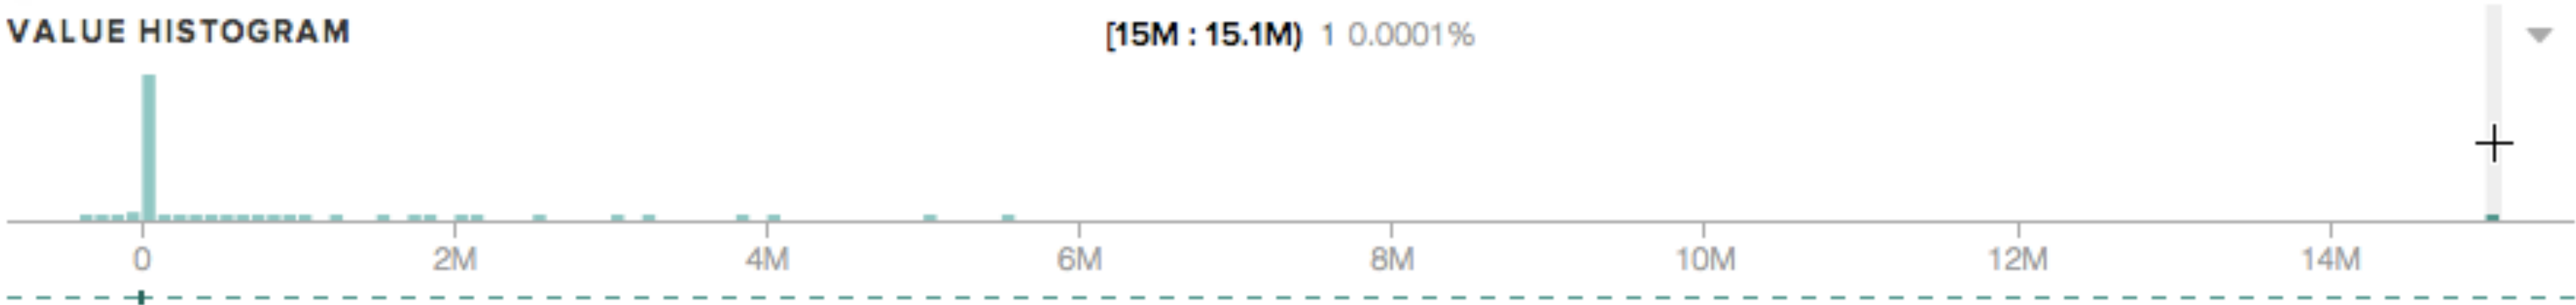 VALUE HISTOGRAM [15M : 15.1M) 1 0.0001%
0 2M 4M 6M 8M 10M 12M 14M